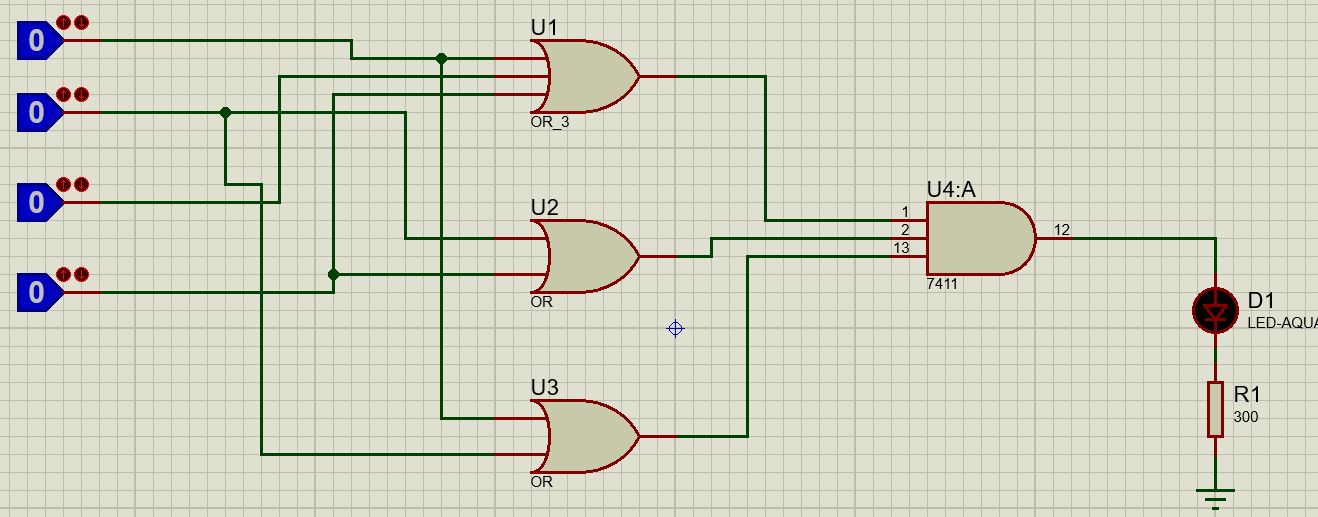 0
0
0
0
U1
OR_3
U2
OR
U3
OR
U4:A
1
2
13
12
7411
D1
LED-AQUA
R1
300